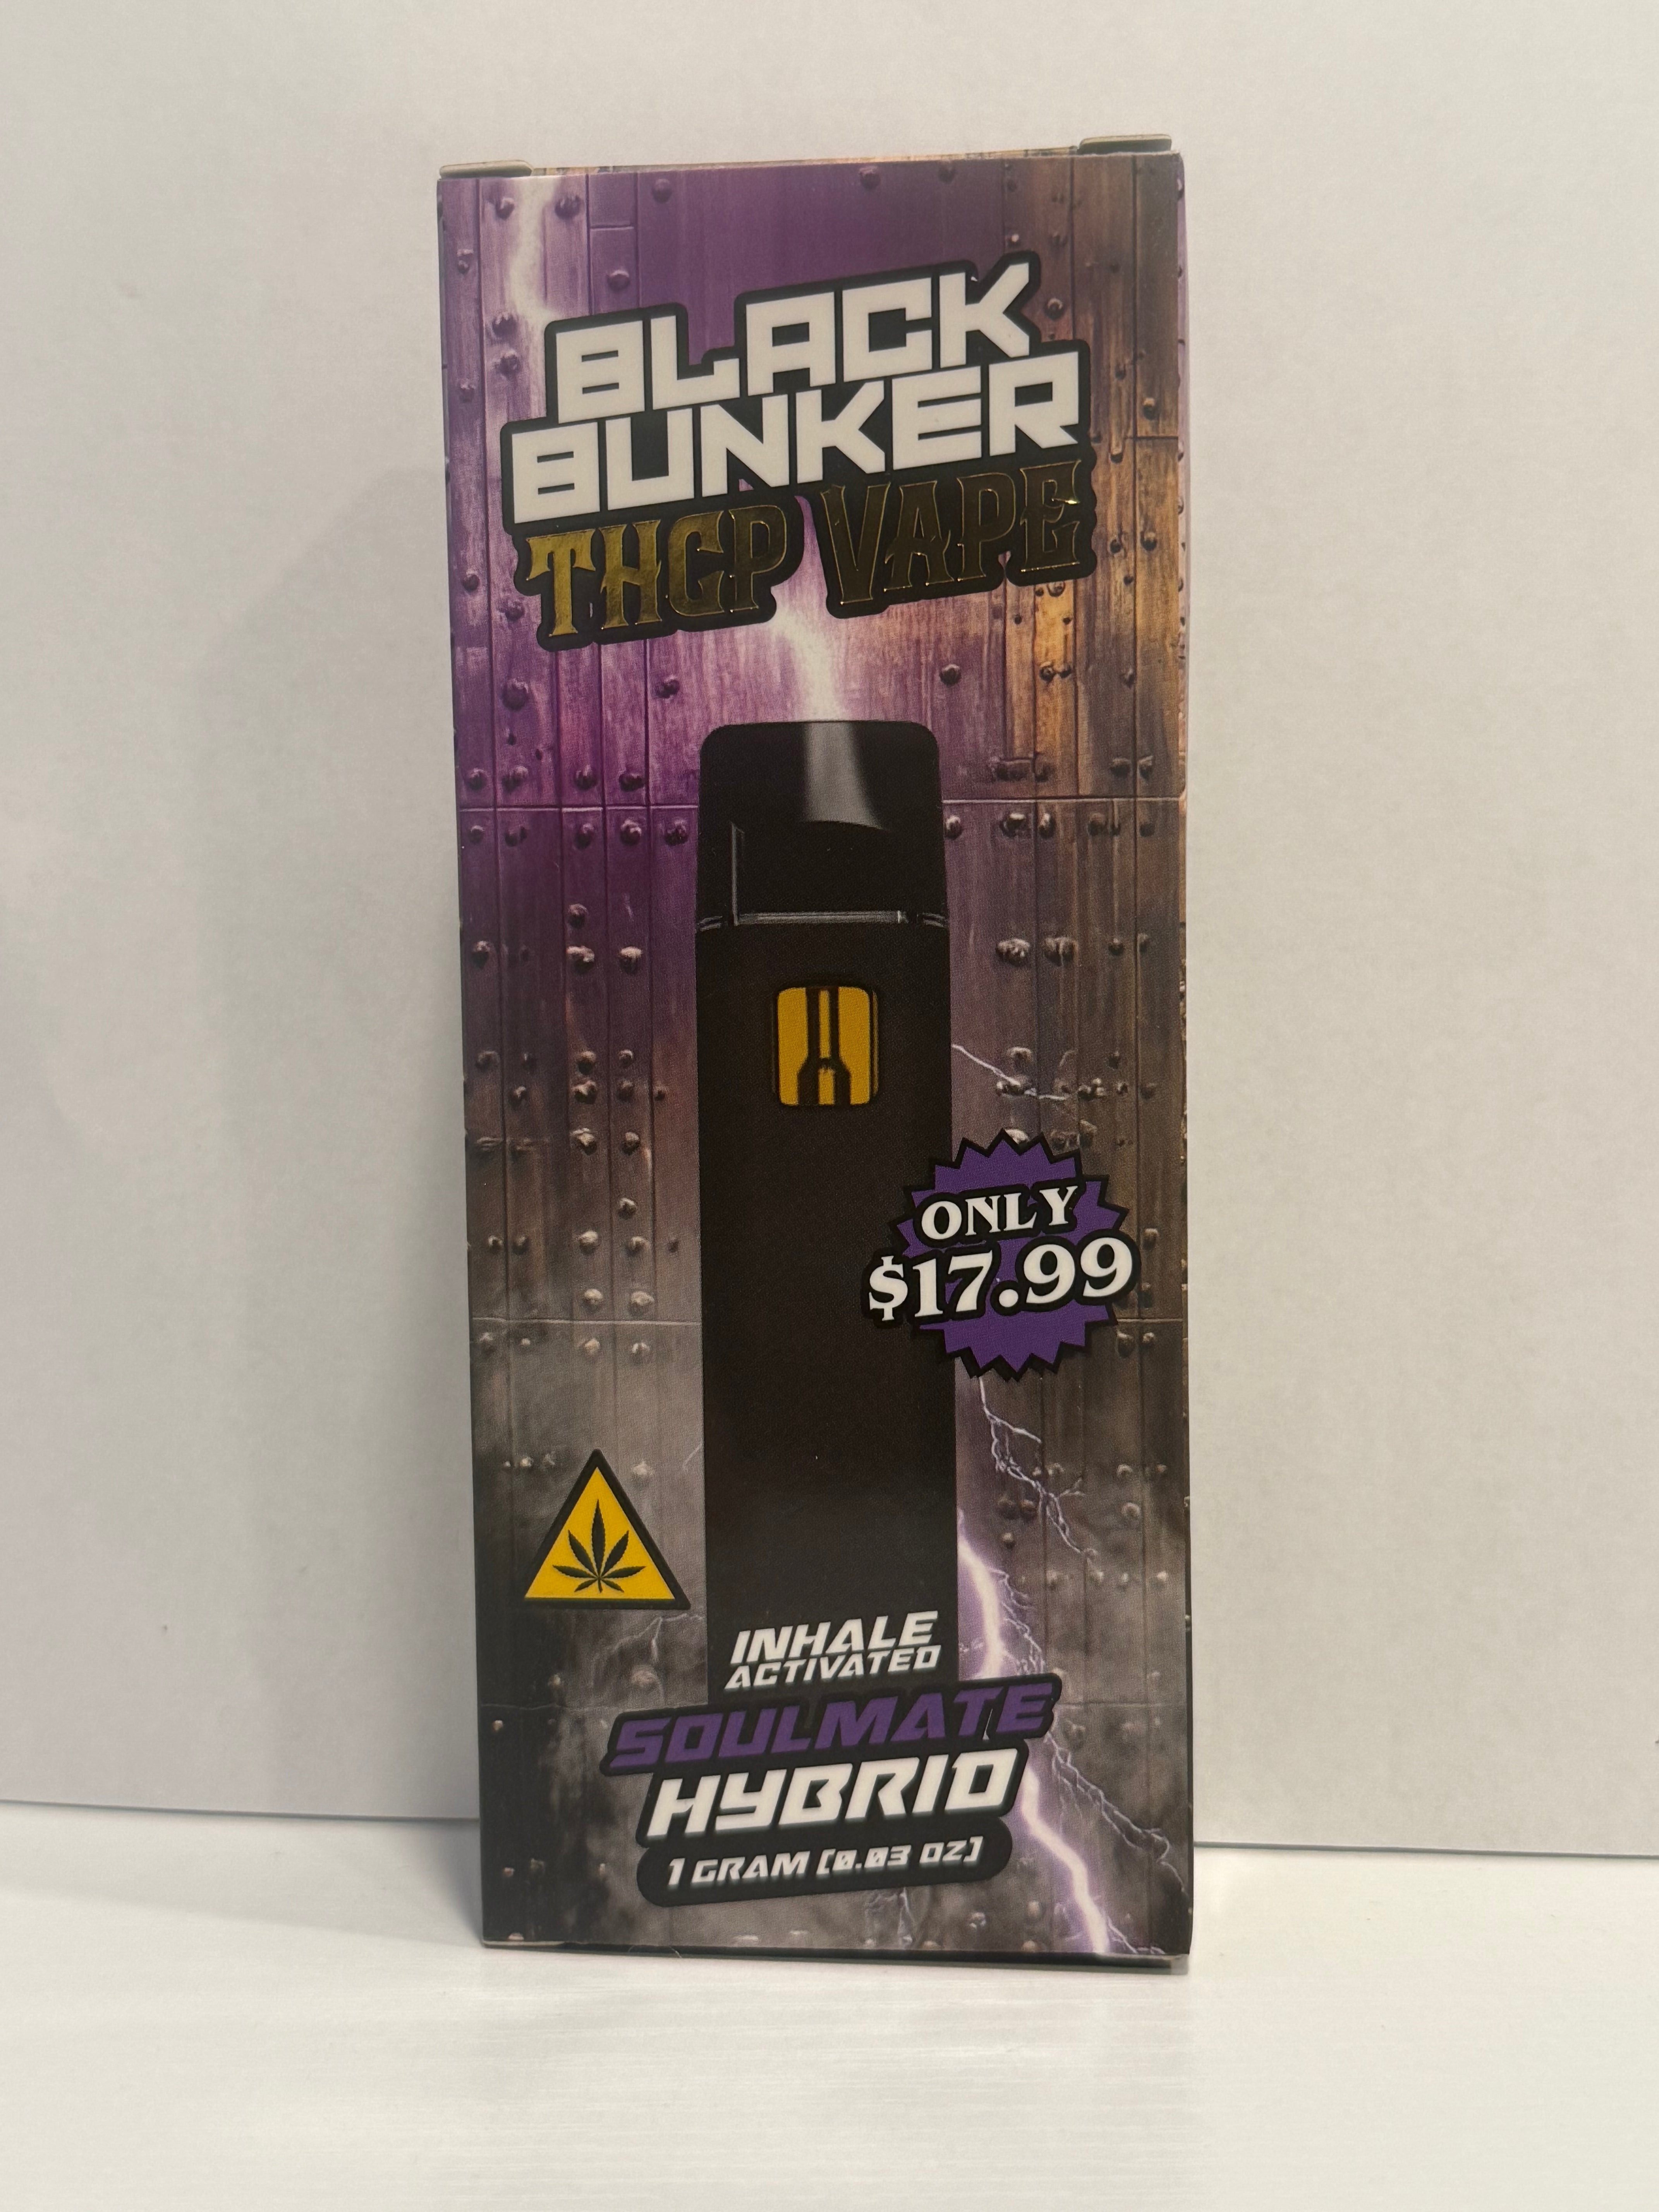 BLACK
BUNKER
THCP VAPE
ONLY
$17.99
INHALE
ACTIVATED
SOULMATE
HYBRID
1 GRAM [0.03 OZ]